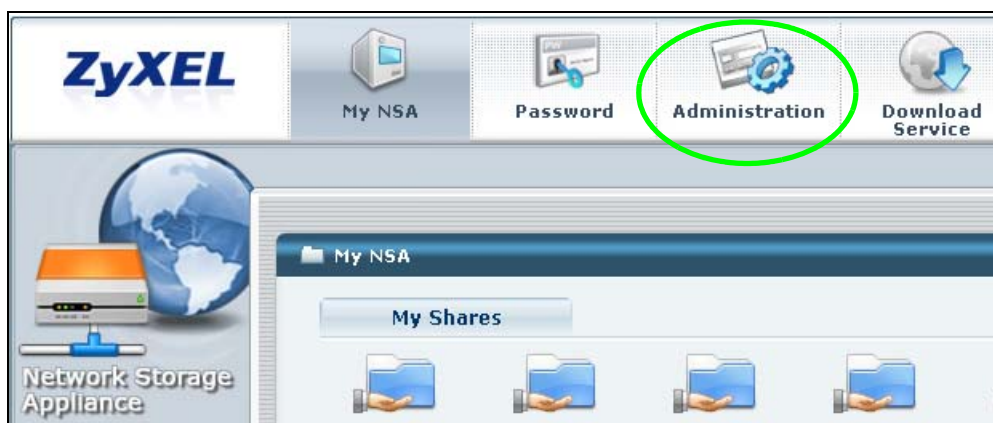 ZyXEL
My NSA
Password
Administration
Download
Service
My NSA
My Shares
Network Storage
Appliance